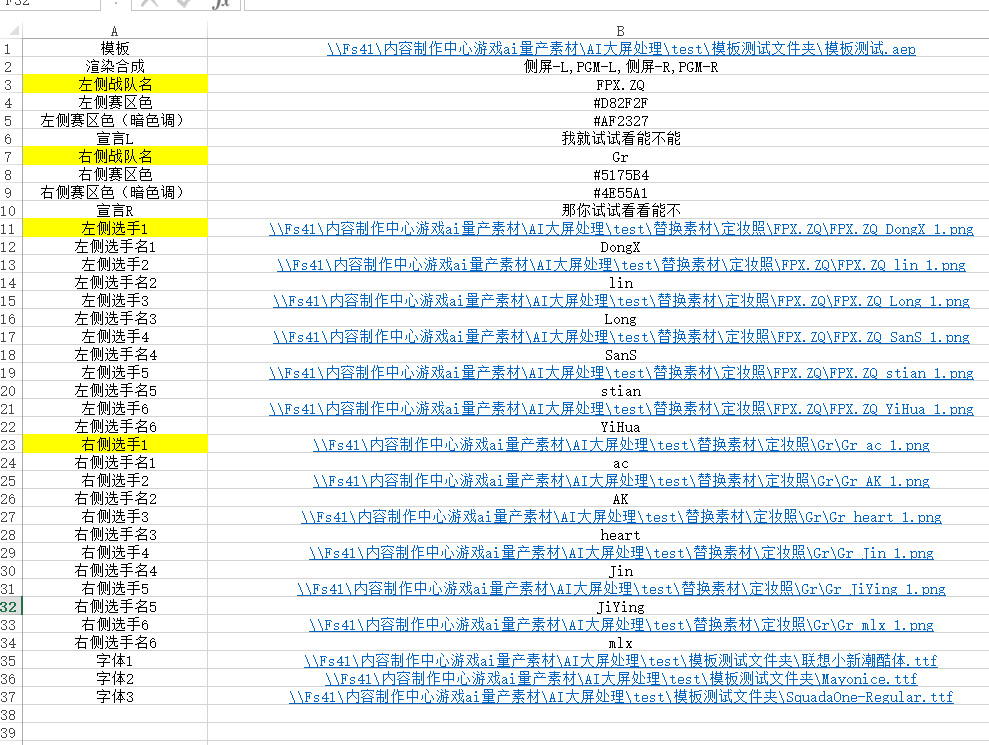 A B
1 模板 \\Fs41\内容制作中心游戏ai量产素材\AI大屏处理\test\模板测试文件夹\模板测试.aep
2 渲染合成 侧屏-L,PGM-L,侧屏-R,PGM-R
3 左侧战队名 FPX.ZQ
4 左侧赛区色 #D82F2F
5 左侧赛区色（暗色调） #AF2327
6 宣言L 我就试试看能不能
7 右侧战队名 Gr
8 右侧赛区色 #5175B4
9 右侧赛区色（暗色调） #4E55A1
10 宣言R 那你试试看看能不
11 左侧选手1 \\Fs41\内容制作中心游戏ai量产素材\AI大屏处理\test\替换素材\定妆照\FPX.ZQ\FPX.ZQ_DongX_1.png
12 左侧选手名1 DongX
13 左侧选手2 \\Fs41\内容制作中心游戏ai量产素材\AI大屏处理\test\替换素材\定妆照\FPX.ZQ\FPX.ZQ_lin_1.png
14 左侧选手名2 lin
15 左侧选手3 \\Fs41\内容制作中心游戏ai量产素材\AI大屏处理\test\替换素材\定妆照\FPX.ZQ\FPX.ZQ_Long_1.png
16 左侧选手名3 Long
17 左侧选手4 \\Fs41\内容制作中心游戏ai量产素材\AI大屏处理\test\替换素材\定妆照\FPX.ZQ\FPX.ZQ_SanS_1.png
18 左侧选手名4 SanS
19 左侧选手5 \\Fs41\内容制作中心游戏ai量产素材\AI大屏处理\test\替换素材\定妆照\FPX.ZQ\FPX.ZQ_stian_1.png
20 左侧选手名5 stian
21 左侧选手6 \\Fs41\内容制作中心游戏ai量产素材\AI大屏处理\test\替换素材\定妆照\FPX.ZQ\FPX.ZQ_YiHua_1.png
22 左侧选手名6 YiHua
23 右侧选手1 \\Fs41\内容制作中心游戏ai量产素材\AI大屏处理\test\替换素材\定妆照\Gr\Gr_ac_1.png
24 右侧选手名1 ac
25 右侧选手2 \\Fs41\内容制作中心游戏ai量产素材\AI大屏处理\test\替换素材\定妆照\Gr\Gr_AK_1.png
26 右侧选手名2 AK
27 右侧选手3 \\Fs41\内容制作中心游戏ai量产素材\AI大屏处理\test\替换素材\定妆照\Gr\Gr_heart_1.png
28 右侧选手名3 heart
29 右侧选手4 \\Fs41\内容制作中心游戏ai量产素材\AI大屏处理\test\替换素材\定妆照\Gr\Gr_Jin_1.png
30 右侧选手名4 Jin
31 右侧选手5 \\Fs41\内容制作中心游戏ai量产素材\AI大屏处理\test\替换素材\定妆照\Gr\Gr_JiYing_1.png
32 右侧选手名5 JiYing
33 右侧选手6 \\Fs41\内容制作中心游戏ai量产素材\AI大屏处理\test\替换素材\定妆照\Gr\Gr_mlx_1.png
34 右侧选手名6 mlx
35 字体1 \\Fs41\内容制作中心游戏ai量产素材\AI大屏处理\test\模板测试文件夹\联想小新潮酷体.ttf
36 字体2 \\Fs41\内容制作中心游戏ai量产素材\AI大屏处理\test\模板测试文件夹\Mayonice.ttf
37 字体3 \\Fs41\内容制作中心游戏ai量产素材\AI大屏处理\test\模板测试文件夹\SquadaOne-Regular.ttf
38
39